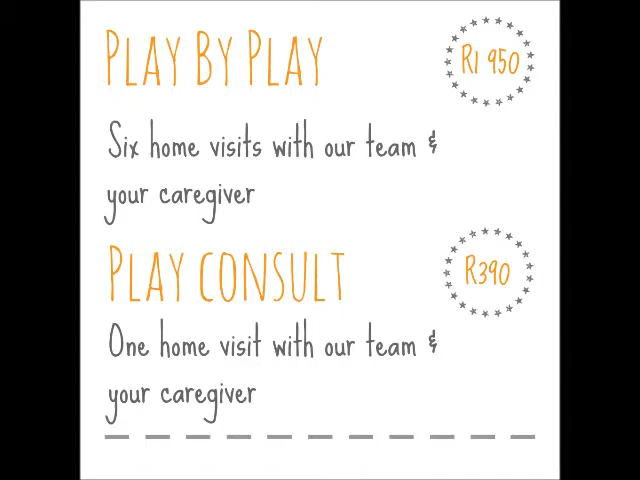 PLAY BY PLAY
R1 950
Six home visits with our team &
your caregiver
PLAY CONSULT
R390
One home visit with our team &
your caregiver